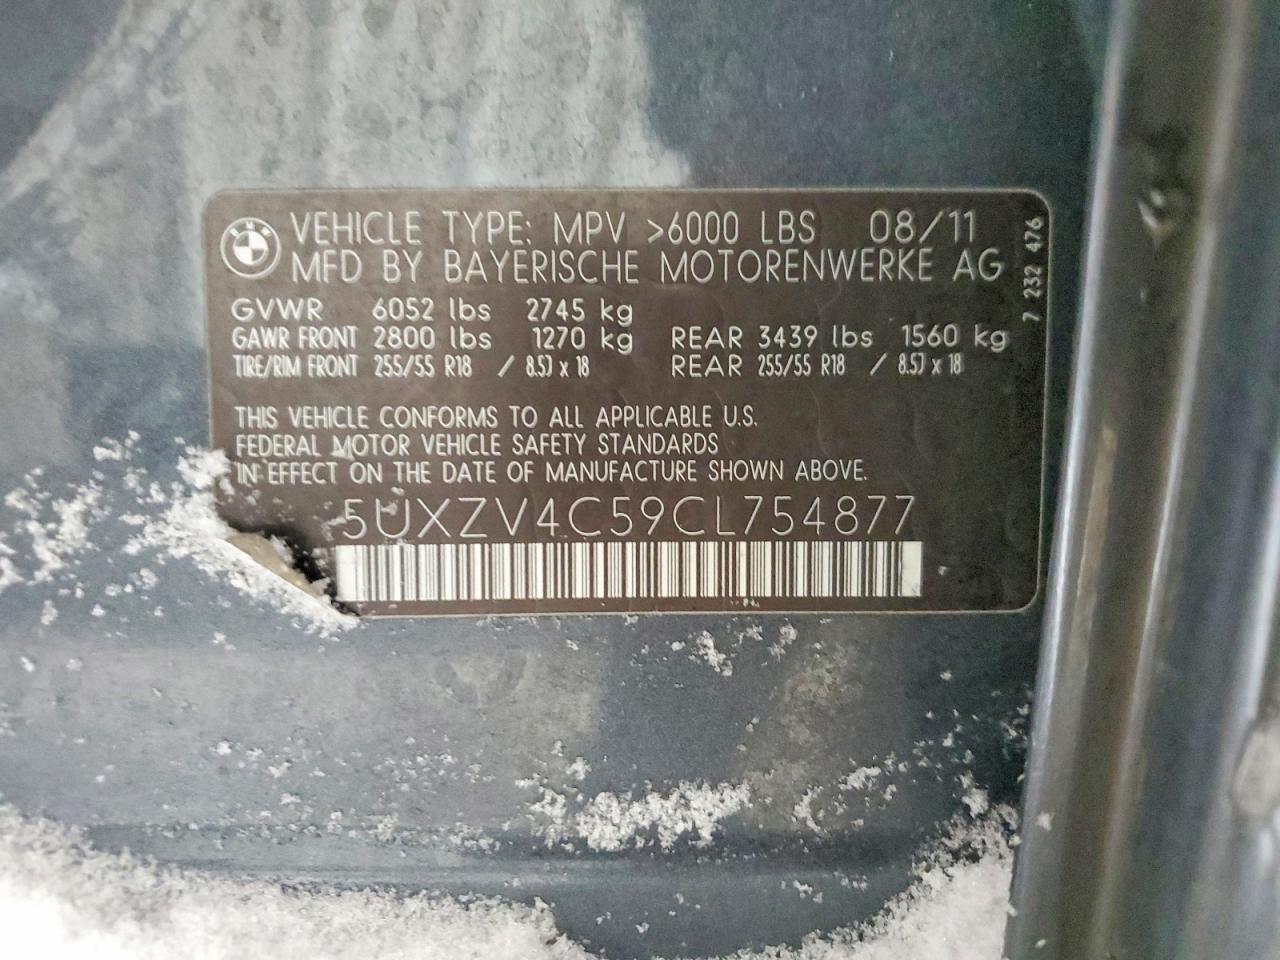 BMW
VEHICLE TYPE: MPV >6000 LBS 08/11
MFD BY BAYERISCHE MOTORENWERKE AG
GVWR 6052 lbs 2745 kg
GAWR FRONT 2800 lbs 1270 kg REAR 3439 lbs 1560 kg
TIRE/RIM FRONT 255/55 R18 / 8.5J x 18 REAR 255/55 R18 / 8.5J x 18
THIS VEHICLE CONFORMS TO ALL APPLICABLE U.S.
FEDERAL MOTOR VEHICLE SAFETY STANDARDS
IN EFFECT ON THE DATE OF MANUFACTURE SHOWN ABOVE.
5UXZV4C59CL754877
7 232 476